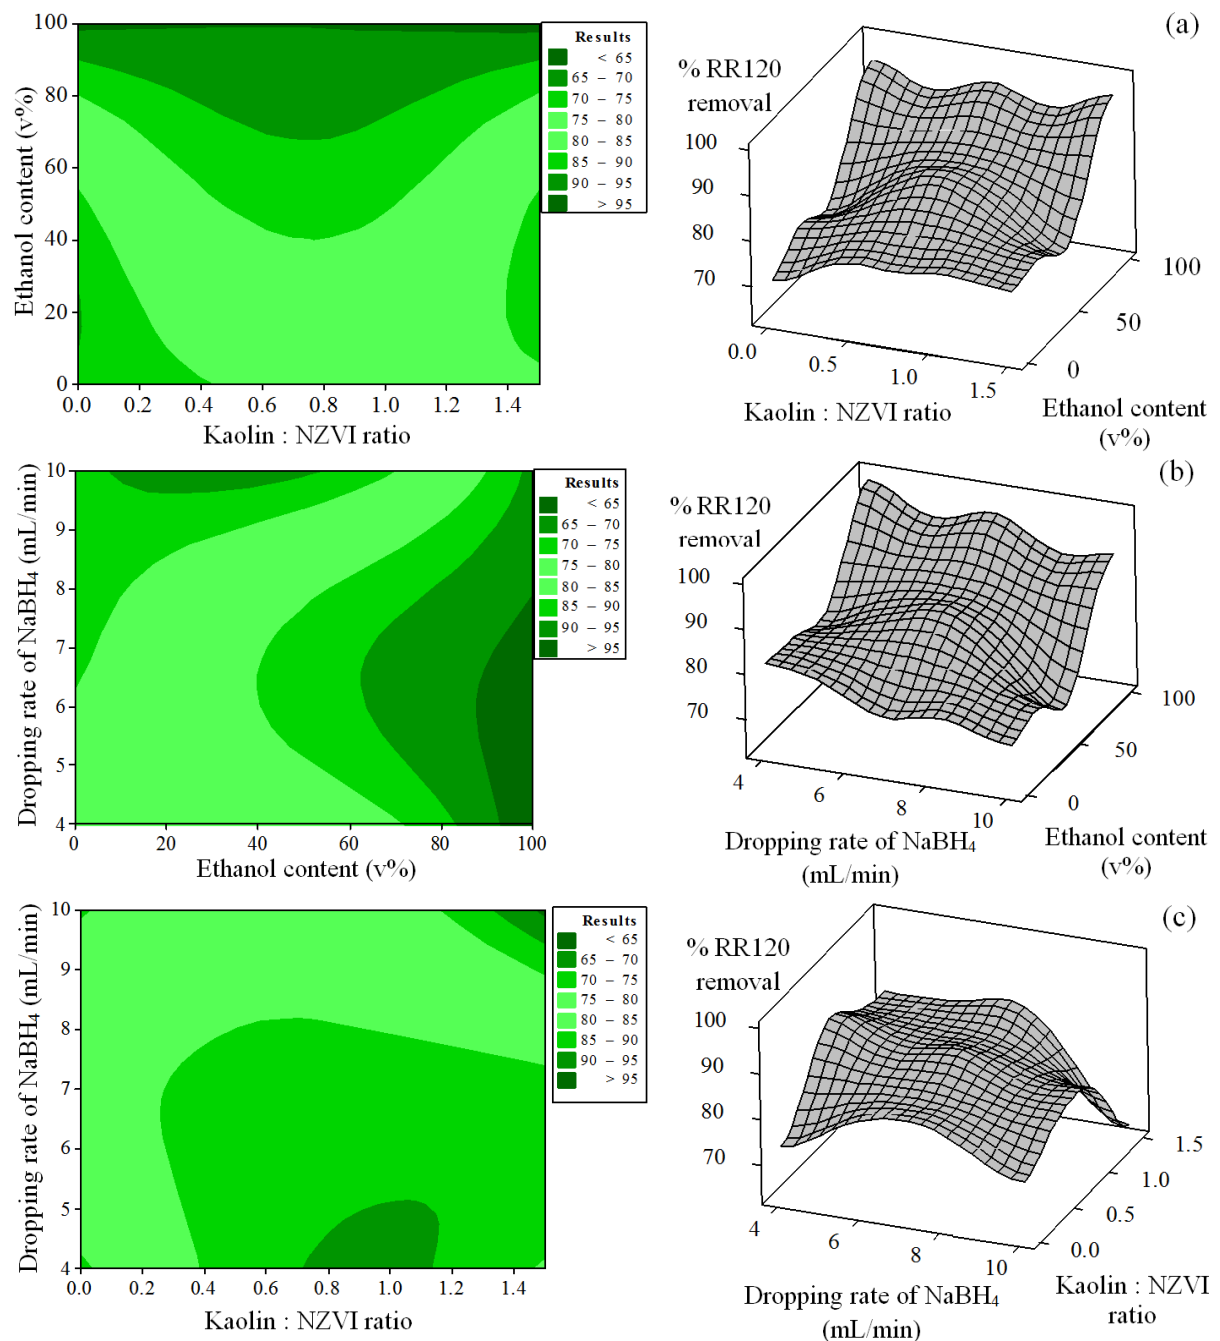 (a)
100
80
60
40
20
0
Ethanol content (v%)
0.0 0.2 0.4 0.6 0.8 1.0 1.2 1.4
Kaolin : NZVI ratio
Results
< 65
65 – 70
70 – 75
75 – 80
80 – 85
85 – 90
90 – 95
> 95
% RR120
removal
100
90
80
70
0.0 0.5 1.0 1.5
Kaolin : NZVI ratio
0 50 100
Ethanol content
(v%)
(b)
10
9
8
7
6
5
4
Dropping rate of NaBH4 (mL/min)
0 20 40 60 80 100
Ethanol content (v%)
Results
< 65
65 – 70
70 – 75
75 – 80
80 – 85
85 – 90
90 – 95
> 95
% RR120
removal
100
90
80
70
4 6 8 10
Dropping rate of NaBH4
(mL/min)
0 50 100
Ethanol content
(v%)
(c)
10
9
8
7
6
5
4
Dropping rate of NaBH4 (mL/min)
0.0 0.2 0.4 0.6 0.8 1.0 1.2 1.4
Kaolin : NZVI ratio
Results
< 65
65 – 70
70 – 75
75 – 80
80 – 85
85 – 90
90 – 95
> 95
% RR120
removal
100
90
80
70
4 6 8 10
Dropping rate of NaBH4
(mL/min)
0.0 0.5 1.0 1.5
Kaolin : NZVI
ratio